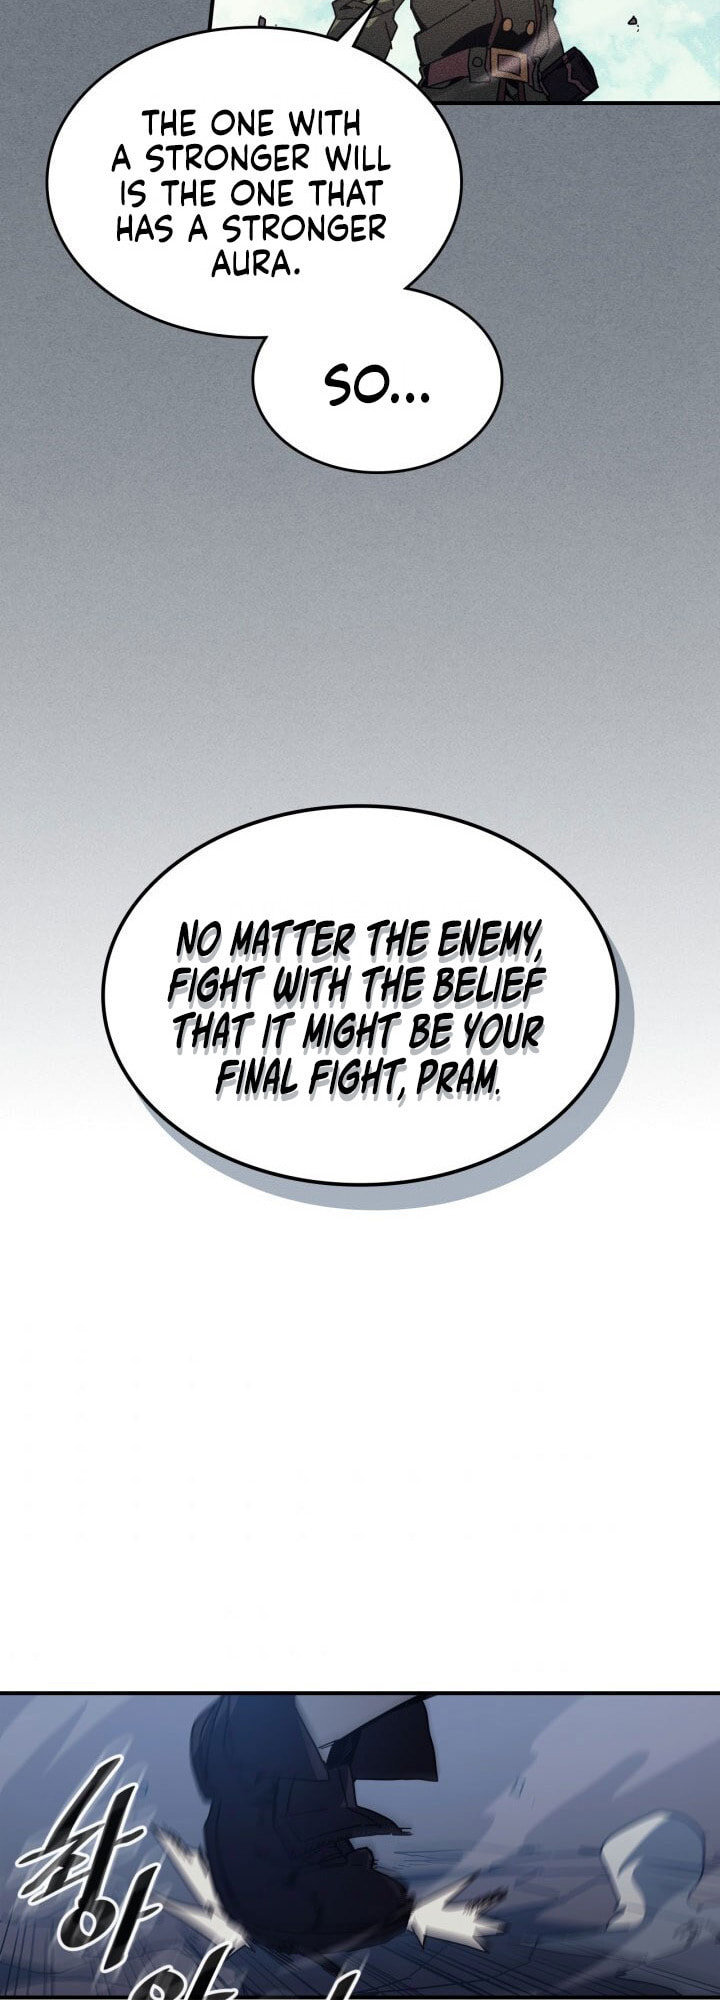 THE ONE WITH
A STRONGER WILL
IS THE ONE THAT
HAS A STRONGER
AURA.
SO...
NO MATTER THE ENEMY,
FIGHT WITH THE BELIEF
THAT IT MIGHT BE YOUR
FINAL FIGHT, PRAM.